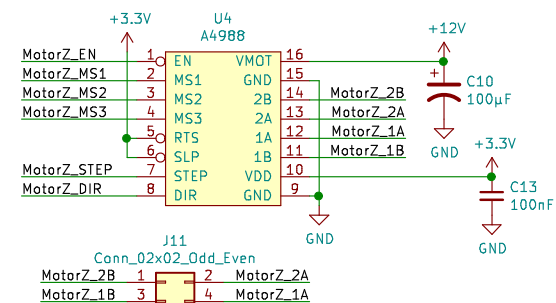 +3.3V
U4
A4988
+12V
MotorZ_EN 1 EN VMOT 16
MotorZ_MS1 2 MS1 GND 15
MotorZ_MS2 3 MS2 2B 14 MotorZ_2B
MotorZ_MS3 4 MS3 2A 13 MotorZ_2A
5 RTS 1A 12 MotorZ_1A
6 SLP 1B 11 MotorZ_1B
MotorZ_STEP 7 STEP VDD 10
MotorZ_DIR 8 DIR GND 9
GND
+
C10
100µF
GND
+3.3V
C13
100nF
GND
J11
Conn_02x02_Odd_Even
MotorZ_2B 1 2 MotorZ_2A
MotorZ_1B 3 4 MotorZ_1A